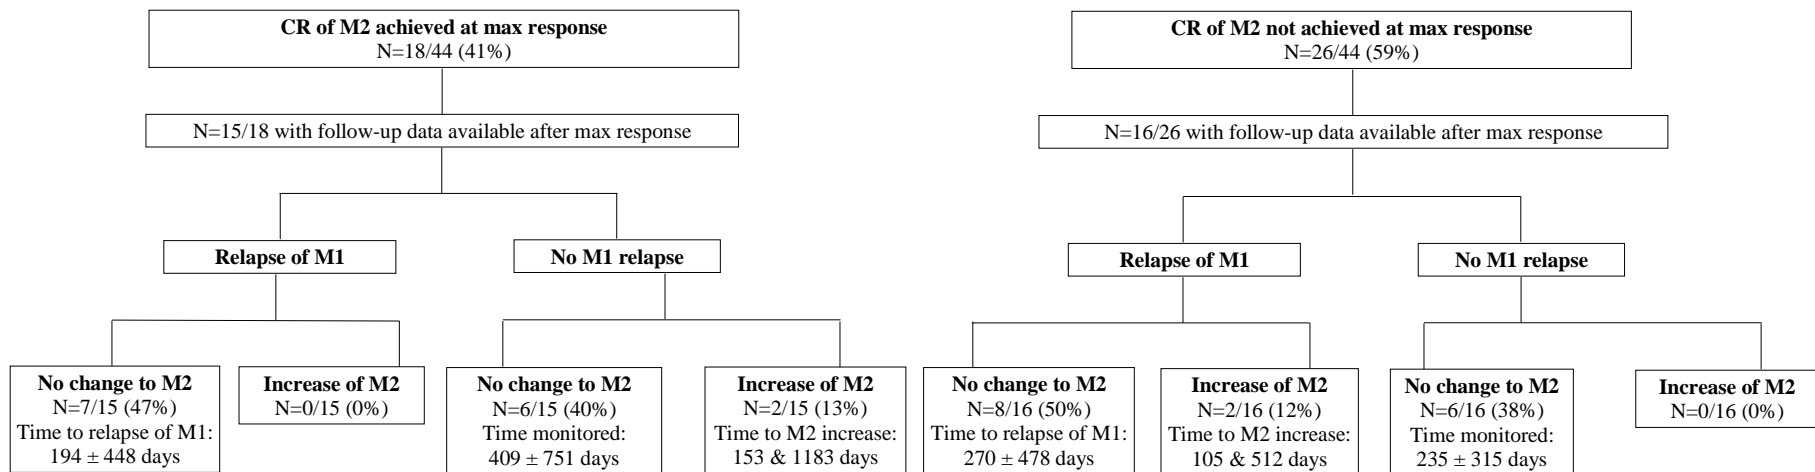 CR of M2 achieved at max response
N=18/44 (41%)
N=15/18 with follow-up data available after max response
Relapse of M1
No M1 relapse
No change to M2
N=7/15 (47%)
Time to relapse of M1:
194 ± 448 days
Increase of M2
N=0/15 (0%)
No change to M2
N=6/15 (40%)
Time monitored:
409 ± 751 days
Increase of M2
N=2/15 (13%)
Time to M2 increase:
153 & 1183 days
CR of M2 not achieved at max response
N=26/44 (59%)
N=16/26 with follow-up data available after max response
Relapse of M1
No M1 relapse
No change to M2
N=8/16 (50%)
Time to relapse of M1:
270 ± 478 days
Increase of M2
N=2/16 (12%)
Time to M2 increase:
105 & 512 days
No change to M2
N=6/16 (38%)
Time monitored:
235 ± 315 days
Increase of M2
N=0/16 (0%)